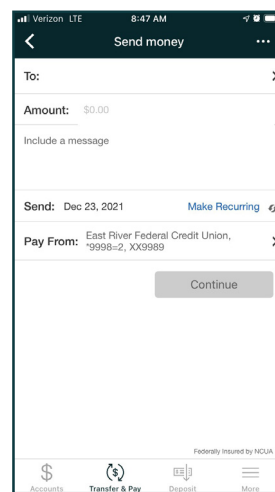 Verizon LTE 8:47 AM
Send money
To:
Amount: $0.00
Include a message
Send: Dec 23, 2021 Make Recurring
Pay From: East River Federal Credit Union,
*9998=2, XX9989
Continue
Federally Insured by NCUA
Accounts Transfer & Pay Deposit More